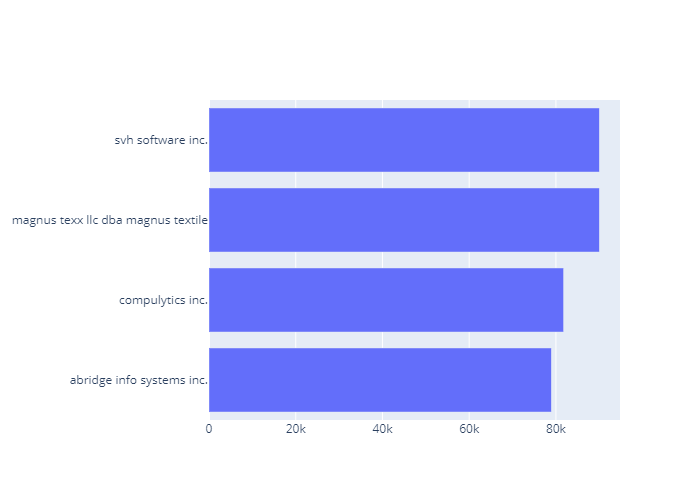 svh software inc.
magnus texx llc dba magnus textile
compulytics inc.
abridge info systems inc.
0 20k 40k 60k 80k